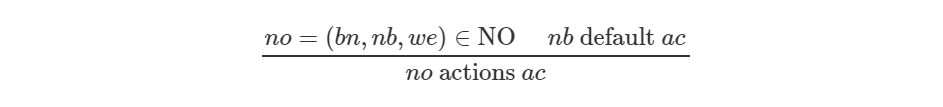 no = (bn, nb, we) ∈ NO nb default ac
no actions ac